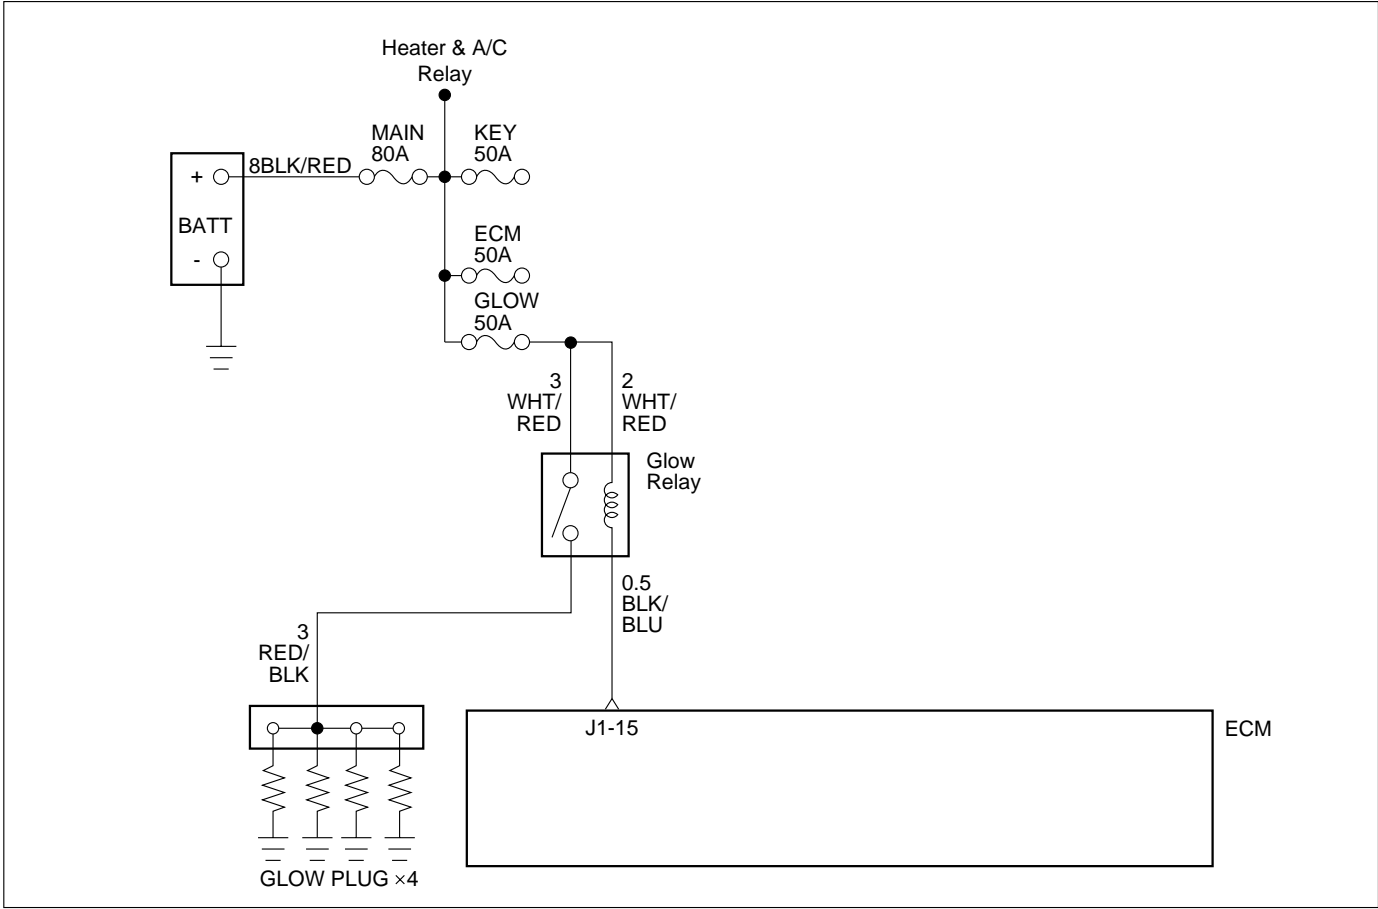 Heater & A/C
Relay
MAIN
80A
KEY
50A
8BLK/RED
+
BATT
-
ECM
50A
GLOW
50A
3
WHT/
RED
2
WHT/
RED
Glow
Relay
0.5
BLK/
BLU
3
RED/
BLK
J1-15
ECM
GLOW PLUG ×4